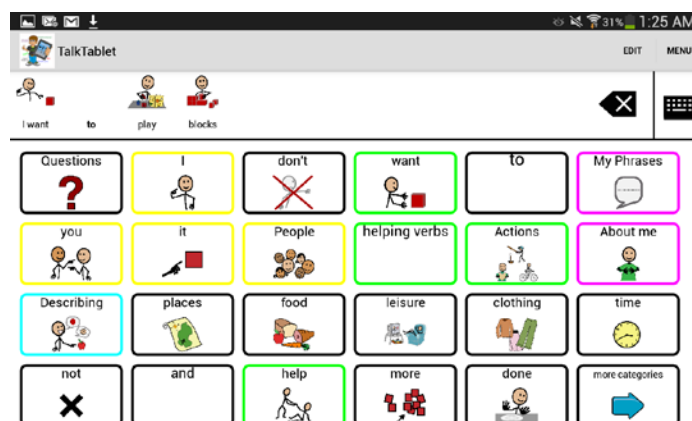 31% 1:25 AM
TalkTablet EDIT MENU
I want to play blocks
Questions I don't want to My Phrases
you it People helping verbs Actions About me
Describing places food leisure clothing time
not and help more done more categories